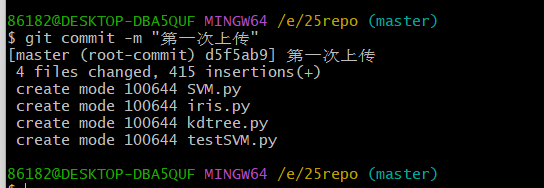 86182@DESKTOP-DBA5QUF MINGW64 /e/25repo (master)
$ git commit -m "第一次上传"
[master (root-commit) d5f5ab9] 第一次上传
 4 files changed, 415 insertions(+)
 create mode 100644 SVM.py
 create mode 100644 iris.py
 create mode 100644 kdtree.py
 create mode 100644 testSVM.py
86182@DESKTOP-DBA5QUF MINGW64 /e/25repo (master)
$